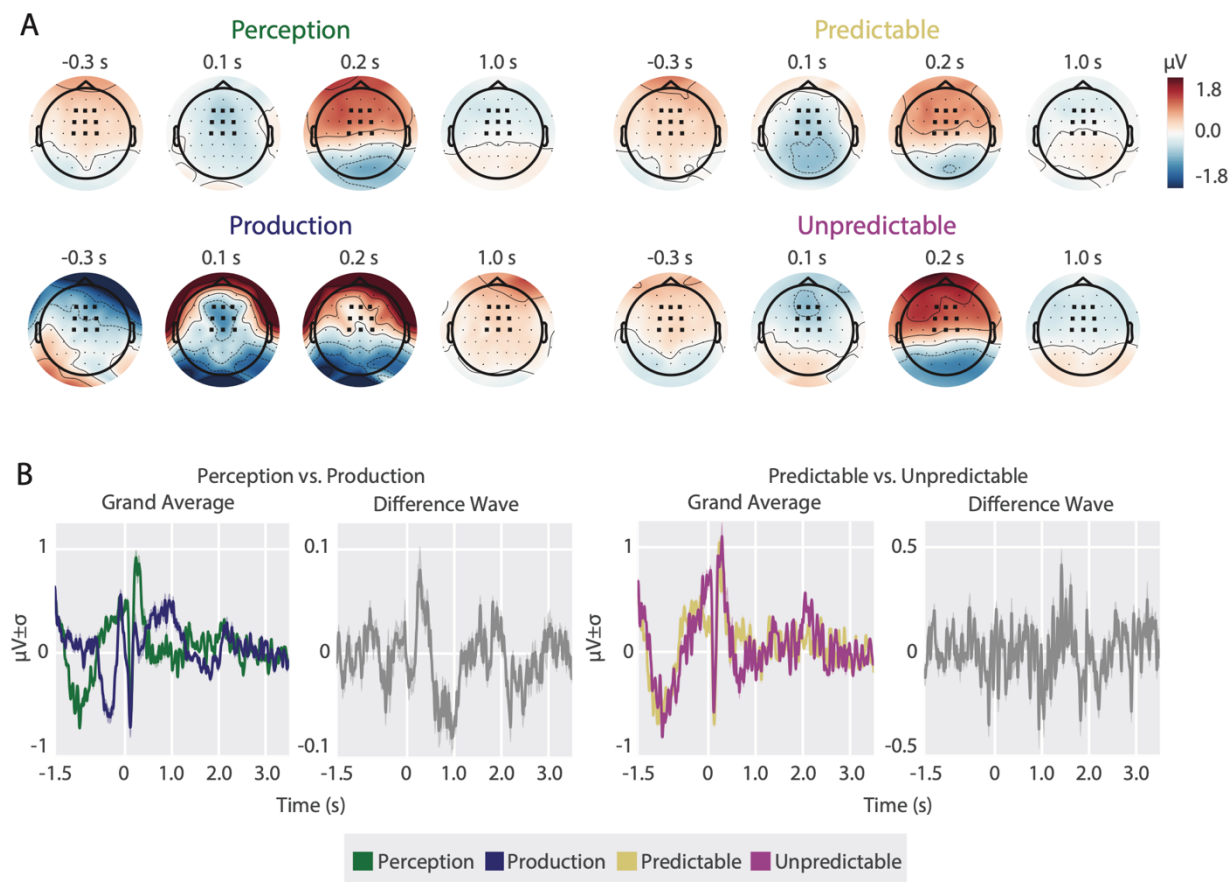 A
Perception
Predictable
-0.3 s 0.1 s 0.2 s 1.0 s
-0.3 s 0.1 s 0.2 s 1.0 s
µV
1.8
0.0
-1.8
Production
Unpredictable
-0.3 s 0.1 s 0.2 s 1.0 s
-0.3 s 0.1 s 0.2 s 1.0 s
B
Perception vs. Production
Grand Average
Difference Wave
µV±σ
1
0
-1
-1.5 0 1.0 2.0 3.0
0.1
0
-0.1
-1.5 0 1.0 2.0 3.0
Time (s)
Predictable vs. Unpredictable
Grand Average
Difference Wave
µV±σ
1
0
-1
-1.5 0 1.0 2.0 3.0
0.5
0
-0.5
-1.5 0 1.0 2.0 3.0
Time (s)
Perception Production Predictable Unpredictable